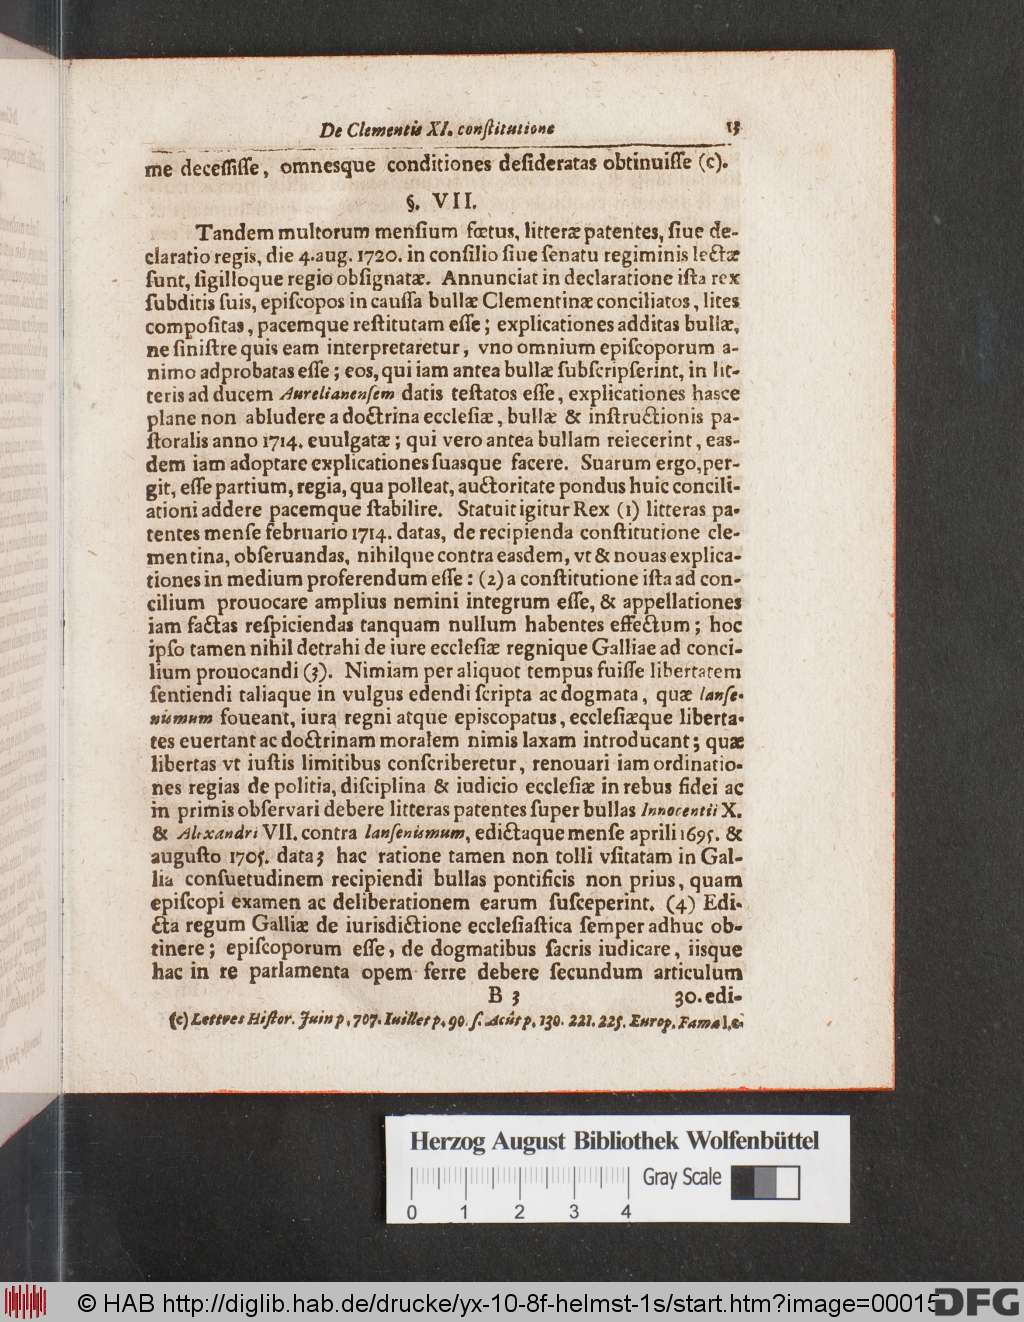 De Clementis XI. conſtitutione 13
me deceſſiſſe, omnesque conditiones deſideratas obtinuiſſe (c).
§. VII.
Tandem multorum menſium fœtus, litteræ patentes, ſiue de-
claratio regis, die 4. aug. 1720. in conſilio ſiue ſenatu regiminis lectæ
ſunt, ſigilloque regio obſignatæ. Annunciat in declaratione iſta rex
ſubditis ſuis, epiſcopos in cauſſa bullæ Clementinæ conciliatos, lites
compoſitas, pacemque reſtitutam eſſe; explicationes additas bullæ,
ne ſiniſtre quis eam interpretaretur, vno omnium epiſcoporum a-
nimo adprobatas eſſe; eos, qui iam antea bullæ ſubſcripſerint, in lit-
teris ad ducem Aurelianenſem datis teſtatos eſſe, explicationes hasce
plane non abludere a doctrina ecclеſiæ, bullæ & inſtructionis pa-
ſtoralis anno 1714. euulgatæ; qui vero antea bullam reiecerint, eas-
dem iam adoptare explicationes ſuasque facere. Suarum ergo, per-
git, eſſe partium, regia, qua polleat, auctoritate pondus huic concili-
ationi addere pacemque ſtabilire. Statuit igitur Rex (1) litteras pa-
tentes menſe februario 1714. datas, de recipienda conſtitutione cle-
mentina, obſeruandas, nihilque contra easdem, vt & nouas explica-
tiones in medium proferendum eſſe: (2) a conſtitutione iſta ad con-
cilium prouocare amplius nemini integrum eſſe, & appellationes
iam factas reſpiciendas tanquam nullum habentes effectum; hoc
ipſo tamen nihil detrahi de iure eccleſiæ regnique Galliae ad conci-
lium prouocandi (3). Nimiam per aliquot tempus fuiſſe libertatem
ſentiendi taliaque in vulgus edendi ſcripta ac dogmata, quæ Ianſe-
nismum foueant, iura regni atque episcopatus, eccleſiæque liberta-
tes euertant ac doctrinam moralem nimis laxam introducant; quæ
libertas vt iuſtis limitibus conſcriberetur, renouari iam ordinatio-
nes regias de politia, diſciplina & iudicio eccleſiæ in rebus fidei ac
in primis obſervari debere litteras patentes ſuper bullas Innocentii X.
& Alexandri VII. contra Ianſenismum, edictaque menſe aprili 1695. &
auguſto 1705. data; hac ratione tamen non tolli vſitatam in Gal-
lia conſuetudinem recipiendi bullas pontificis non prius, quam
epiſcopi examen ac deliberationem earum ſuſceperint. (4) Edi-
cta regum Galliæ de iurisdictione eccleſiaſtica ſemper adhuc ob-
tinere; epiſcoporum eſſe, de dogmatibus ſacris iudicare, iisque
hac in re parlamenta opem ferre debere ſecundum articulum
B 3 30. edi-
(c) Lettres Hiſtor. Juin p. 707. Iuillet p. 90. ſ. Acût p. 130. 221. 225. Europ. Fama l. c.
Herzog August Bibliothek Wolfenbüttel
Gray Scale
0 1 2 3 4
© HAB http://diglib.hab.de/drucke/yx-10-8f-helmst-1s/start.htm?image=00015
DFG